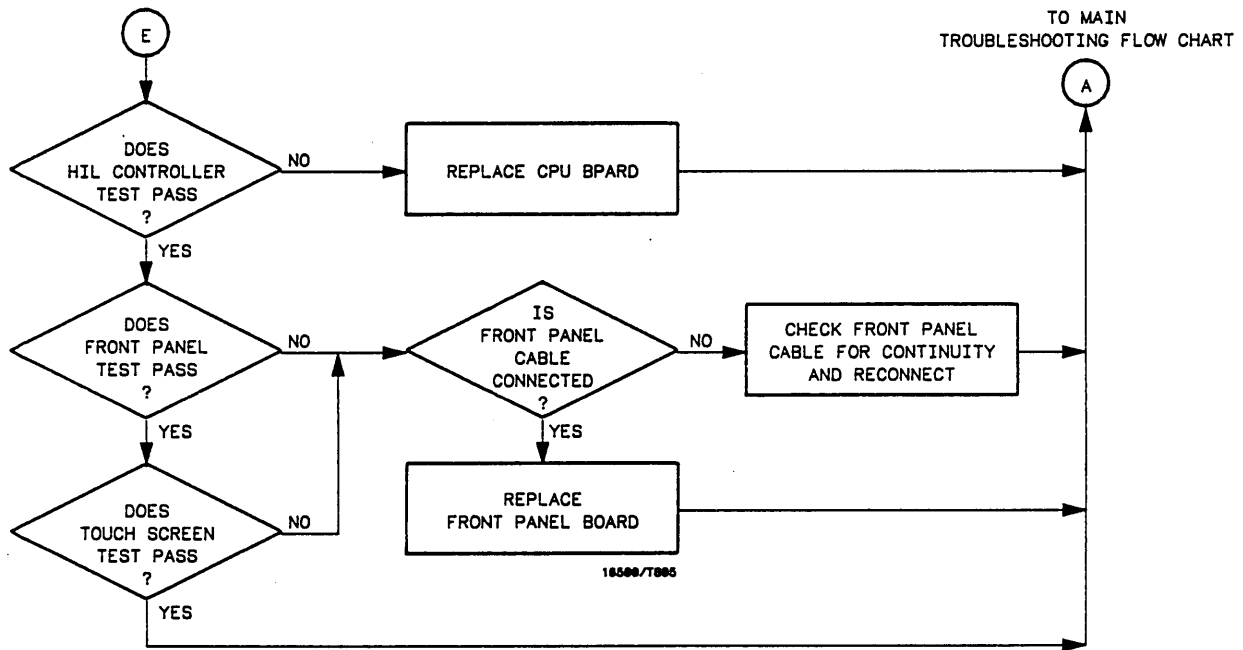 E
TO MAIN
TROUBLESHOOTING FLOW CHART
A
DOES
HIL CONTROLLER
TEST PASS
?
NO
REPLACE CPU BPARD
YES
DOES
FRONT PANEL
TEST PASS
?
NO
IS
FRONT PANEL
CABLE
CONNECTED
?
NO
CHECK FRONT PANEL
CABLE FOR CONTINUITY
AND RECONNECT
YES
YES
DOES
TOUCH SCREEN
TEST PASS
?
NO
REPLACE
FRONT PANEL BOARD
YES